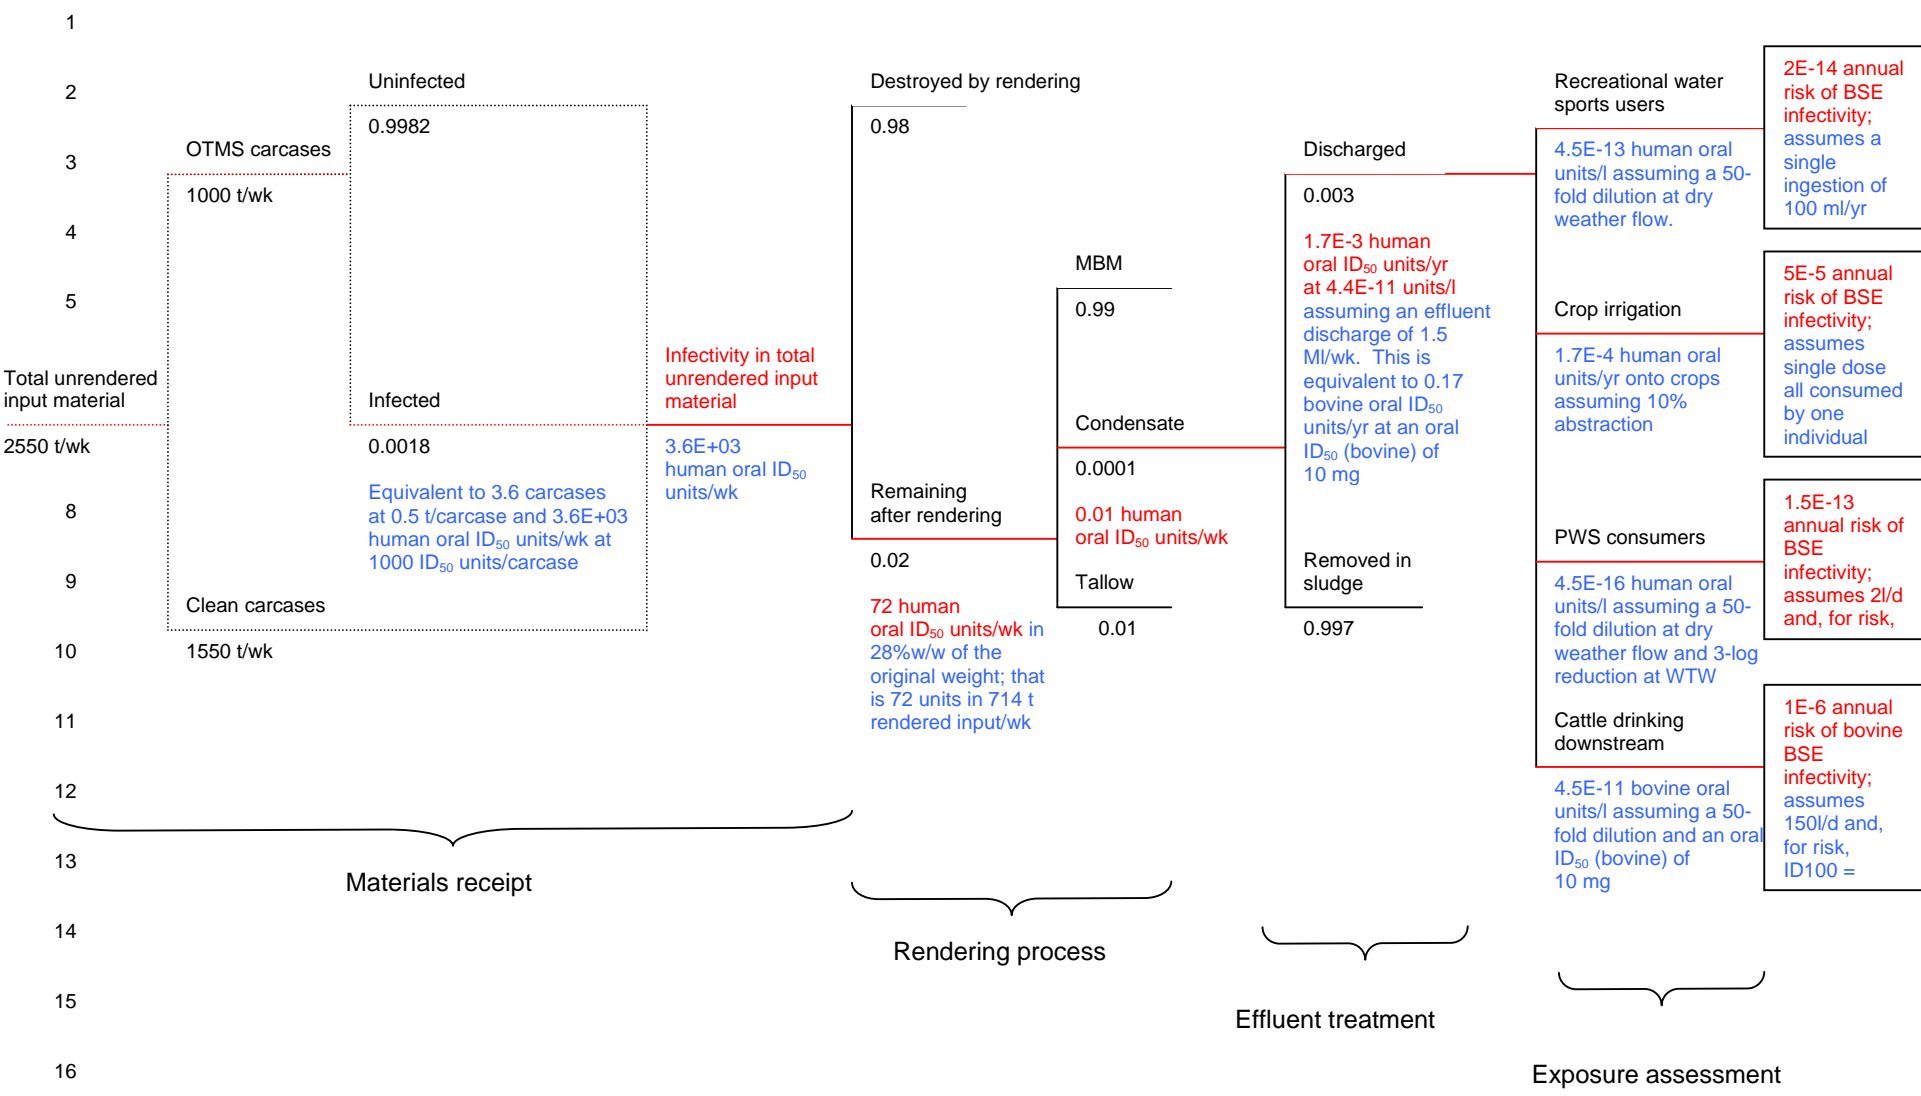 1
2
3
4
5
8
9
10
11
12
13
14
15
16
Total unrendered
input material
2550 t/wk
OTMS carcases
1000 t/wk
Clean carcases
1550 t/wk
Uninfected
0.9982
Infected
0.0018
Equivalent to 3.6 carcases
at 0.5 t/carcase and 3.6E+03
human oral ID50 units/wk at
1000 ID50 units/carcase
Infectivity in total
unrendered input
material
3.6E+03
human oral ID50
units/wk
Materials receipt
Destroyed by rendering
0.98
Remaining
after rendering
0.02
72 human
oral ID50 units/wk in
28%w/w of the
original weight; that
is 72 units in 714 t
rendered input/wk
MBM
0.99
Condensate
0.0001
0.01 human
oral ID50 units/wk
Tallow
0.01
Rendering process
Discharged
0.003
1.7E-3 human
oral ID50 units/yr
at 4.4E-11 units/l
assuming an effluent
discharge of 1.5
Ml/wk. This is
equivalent to 0.17
bovine oral ID50
units/yr at an oral
ID50 (bovine) of
10 mg
Removed in
sludge
0.997
Effluent treatment
Recreational water
sports users
4.5E-13 human oral
units/l assuming a 50-
fold dilution at dry
weather flow.
2E-14 annual
risk of BSE
infectivity;
assumes a
single
ingestion of
100 ml/yr
Crop irrigation
1.7E-4 human oral
units/yr onto crops
assuming 10%
abstraction
5E-5 annual
risk of BSE
infectivity;
assumes
single dose
all consumed
by one
individual
PWS consumers
4.5E-16 human oral
units/l assuming a 50-
fold dilution at dry
weather flow and 3-log
reduction at WTW
1.5E-13
annual risk of
BSE
infectivity;
assumes 2l/d
and, for risk,
Cattle drinking
downstream
4.5E-11 bovine oral
units/l assuming a 50-
fold dilution and an oral
ID50 (bovine) of
10 mg
1E-6 annual
risk of bovine
BSE
infectivity;
assumes
150l/d and,
for risk,
ID100 =
Exposure assessment